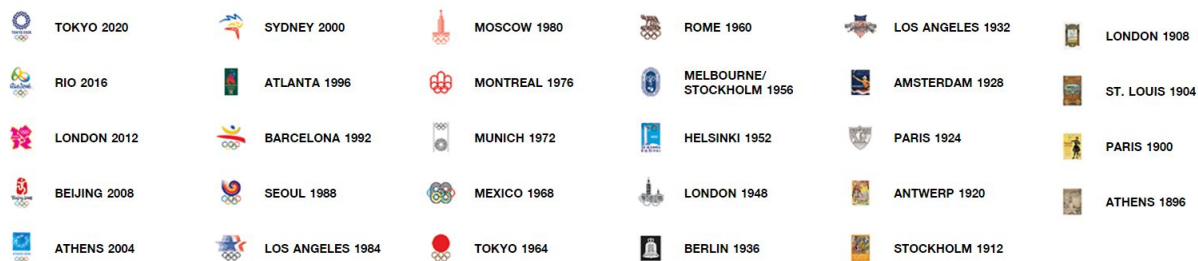 TOKYO 2020
RIO 2016
LONDON 2012
BEIJING 2008
ATHENS 2004
SYDNEY 2000
ATLANTA 1996
BARCELONA 1992
SEOUL 1988
LOS ANGELES 1984
MOSCOW 1980
MONTREAL 1976
MUNICH 1972
MEXICO 1968
TOKYO 1964
ROME 1960
MELBOURNE/
STOCKHOLM 1956
HELSINKI 1952
LONDON 1948
BERLIN 1936
LOS ANGELES 1932
AMSTERDAM 1928
PARIS 1924
ANTWERP 1920
STOCKHOLM 1912
LONDON 1908
ST. LOUIS 1904
PARIS 1900
ATHENS 1896